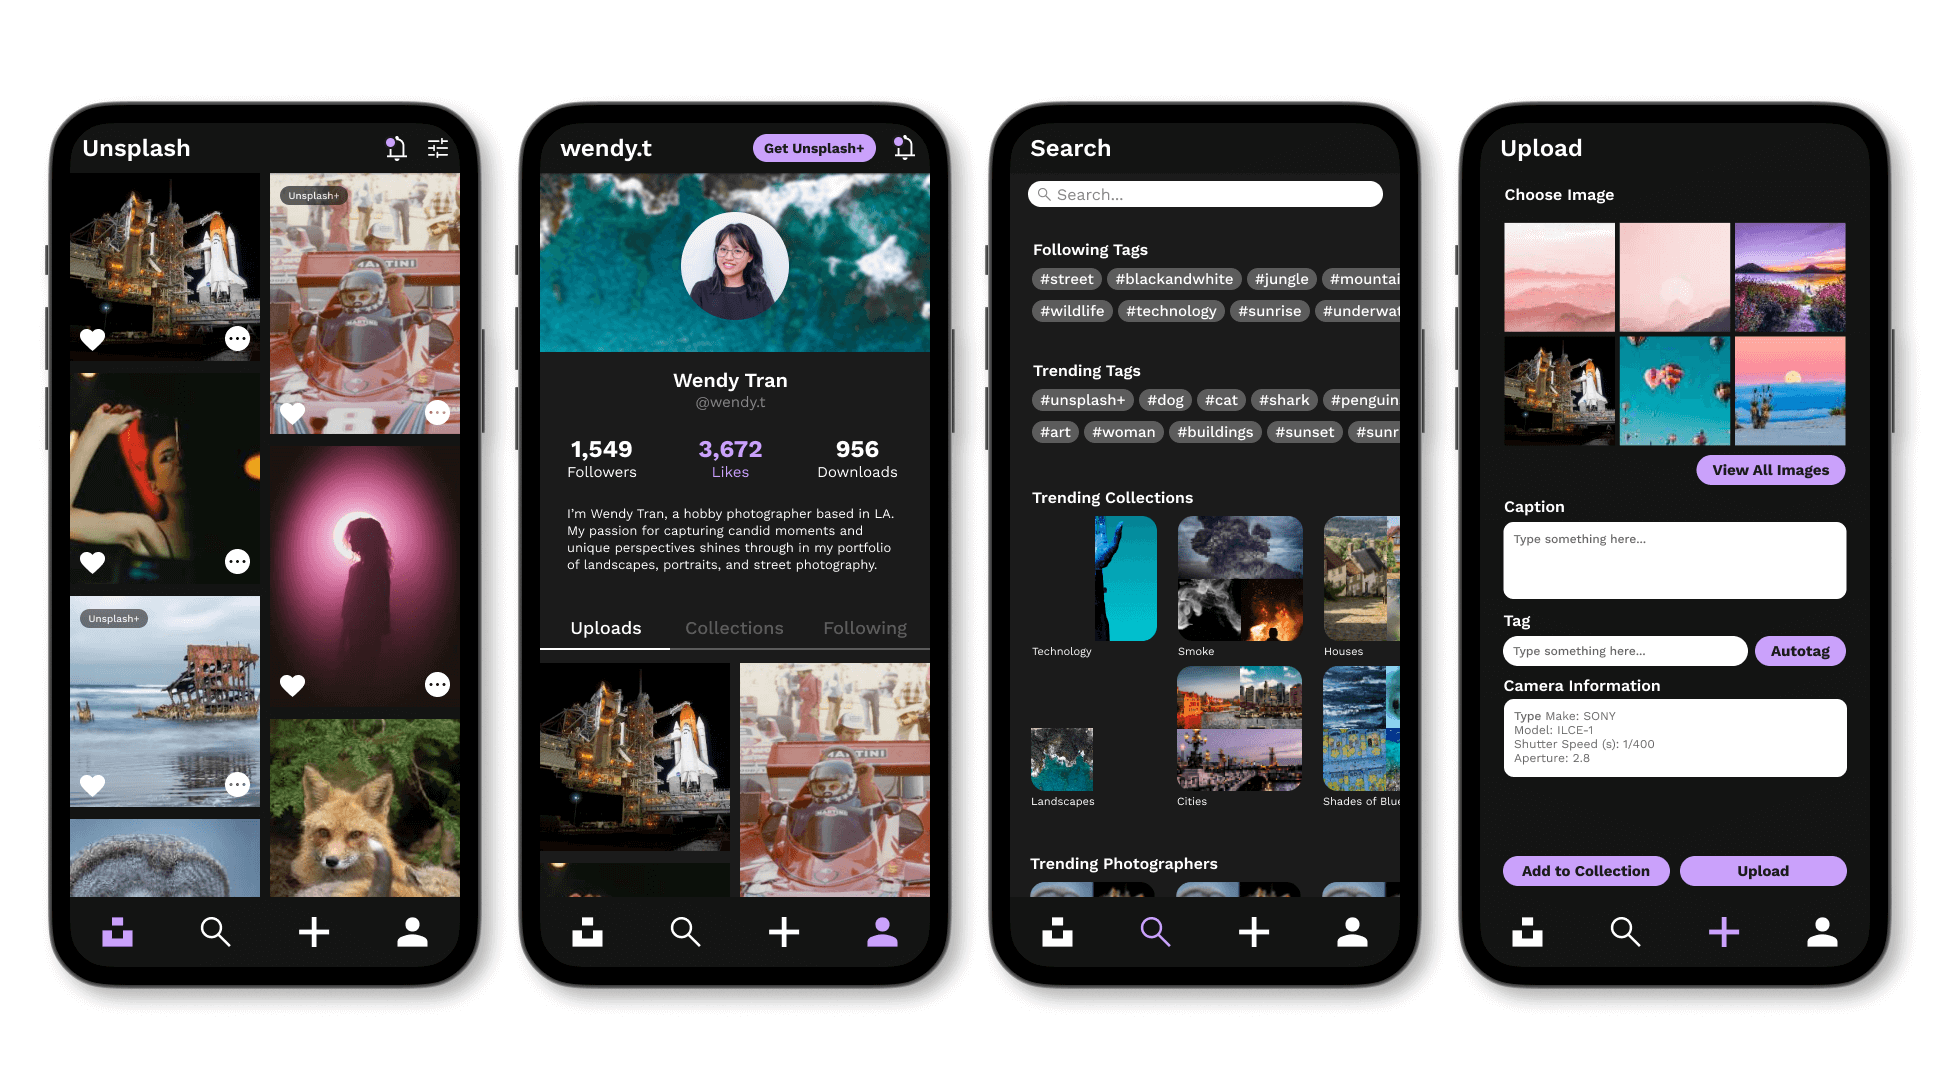 Unsplash
Unsplash+
MARTINI
MARTINI
Unsplash+
wendy.t
Get Unsplash+
Wendy Tran
@wendy.t
1,549
Followers
3,672
Likes
956
Downloads
I'm Wendy Tran, a hobby photographer based in LA.
My passion for capturing candid moments and
unique perspectives shines through in my portfolio
of landscapes, portraits, and street photography.
Uploads
Collections
Following
MARTINI
MARTINI
Search
Search...
Following Tags
#street
#blackandwhite
#jungle
#mountai
#wildlife
#technology
#sunrise
#underwat
Trending Tags
#unsplash+
#dog
#cat
#shark
#penguin
#art
#woman
#buildings
#sunset
#sunr
Trending Collections
Technology
Smoke
Houses
Landscapes
Cities
Shades of Blue
Trending Photographers
Upload
Choose Image
View All Images
Caption
Type something here...
Tag
Type something here...
Autotag
Camera Information
Type Make: SONY
Model: ILCE-1
Shutter Speed (s): 1/400
Aperture: 2.8
Add to Collection
Upload